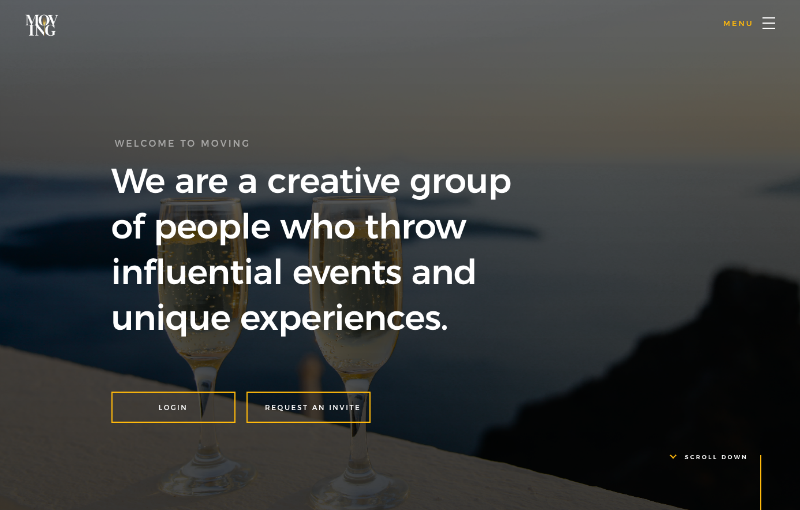 MOV
ING
MENU
WELCOME TO MOVING
We are a creative group
of people who throw
influential events and
unique experiences.
LOGIN
REQUEST AN INVITE
SCROLL DOWN